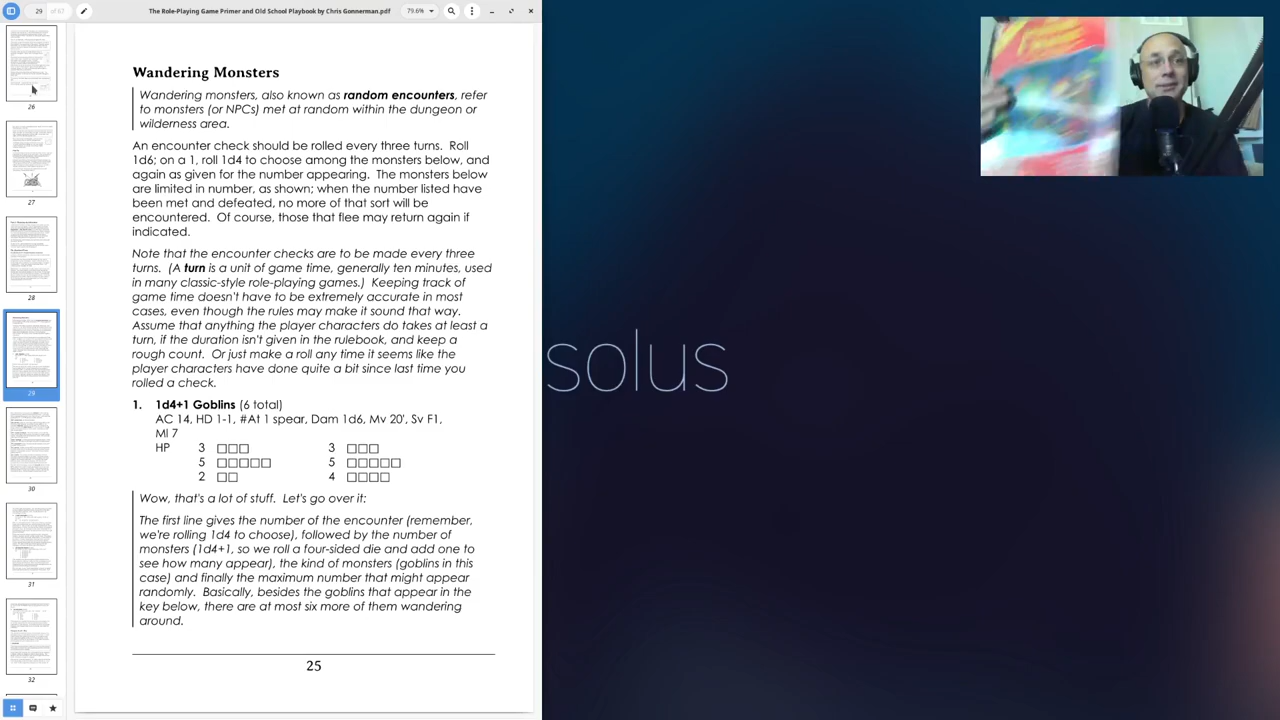 29 of 67
The Role-Playing Game Primer and Old School Playbook by Chris Gonnerman.pdf
79.6%
26
27
28
29
30
31
32
Wandering Monsters
Wandering monsters, also known as random encounters, refer
to monsters (or NPCs) met at random within the dungeon or
wilderness area.
An encounter check should be rolled every three turns. Roll
1d6; on a 1, roll 1d4 to choose among the monsters below, and
again as given for the number appearing. The monsters below
are limited in number, as shown; when the number listed have
been met and defeated, no more of that sort will be
encountered. Of course, those that flee may return again if
indicated.
Note that the encounter checks are to be made every three
turns. (A turn is a unit of game time, generally ten minutes, used
in many classic-style role-playing games.) Keeping track of
game time doesn't have to be extremely accurate in most
cases, even though the rules may make it sound that way.
Assume that anything the player characters do takes at least a
turn, if the duration isn't given in the rulebook, and keep a
rough count. Or just roll it every time it seems like the
player characters have done quite a bit since last time you
rolled a check.
1. 1d4+1 Goblins (6 total)
AC 14 (11), HD 1-1, #At 1 spear, Dam 1d6, Mv 20', Sv F1,
Ml 7
HP 3 □□□ 3 □□□
5 □□□□□ 5 □□□□□
2 □□ 4 □□□□
Wow, that's a lot of stuff. Let's go over it:
The first line gives the number of the encounter (remember,
we're rolling 1d4 to choose) followed by the number of
monsters (1d4+1, so we roll a four-sided die and add one to
see how many appear), the kind of monster (goblins in this
case) and finally the maximum number that might appear
randomly. Basically, besides the goblins that appear in the
key below, there are at most six more of them wandering
around.
25
solus